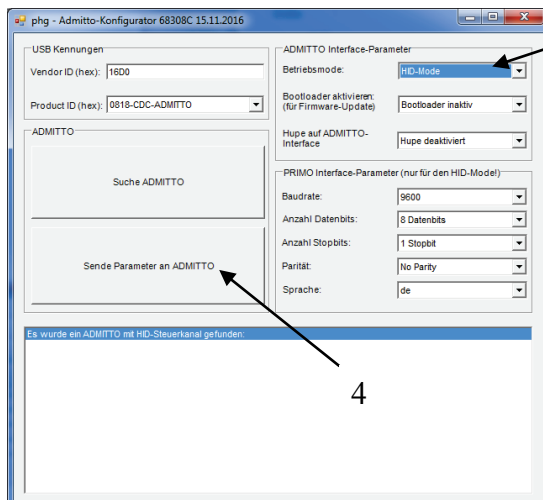 phg - Admitto-Konfigurator 68308C 15.11.2016
USB Kennungen
Vendor ID (hex): 16D0
Product ID (hex): 0818-CDC-ADMITTO
ADMITTO
Suche ADMITTO
Sende Parameter an ADMITTO
ADMITTO Interface-Parameter
Betriebsmode: HID-Mode
Bootloader aktivieren:
(für Firmware-Update) Bootloader inaktiv
Hupe auf ADMITTO-
Interface Hupe deaktiviert
PRIMO Interface-Parameter (nur für den HID-Mode!)
Baudrate: 9600
Anzahl Datenbits: 8 Datenbits
Anzahl Stopbits: 1 Stopbit
Parität: No Parity
Sprache: de
Es wurde ein ADMITTO mit HID-Steuerkanal gefunden:
4